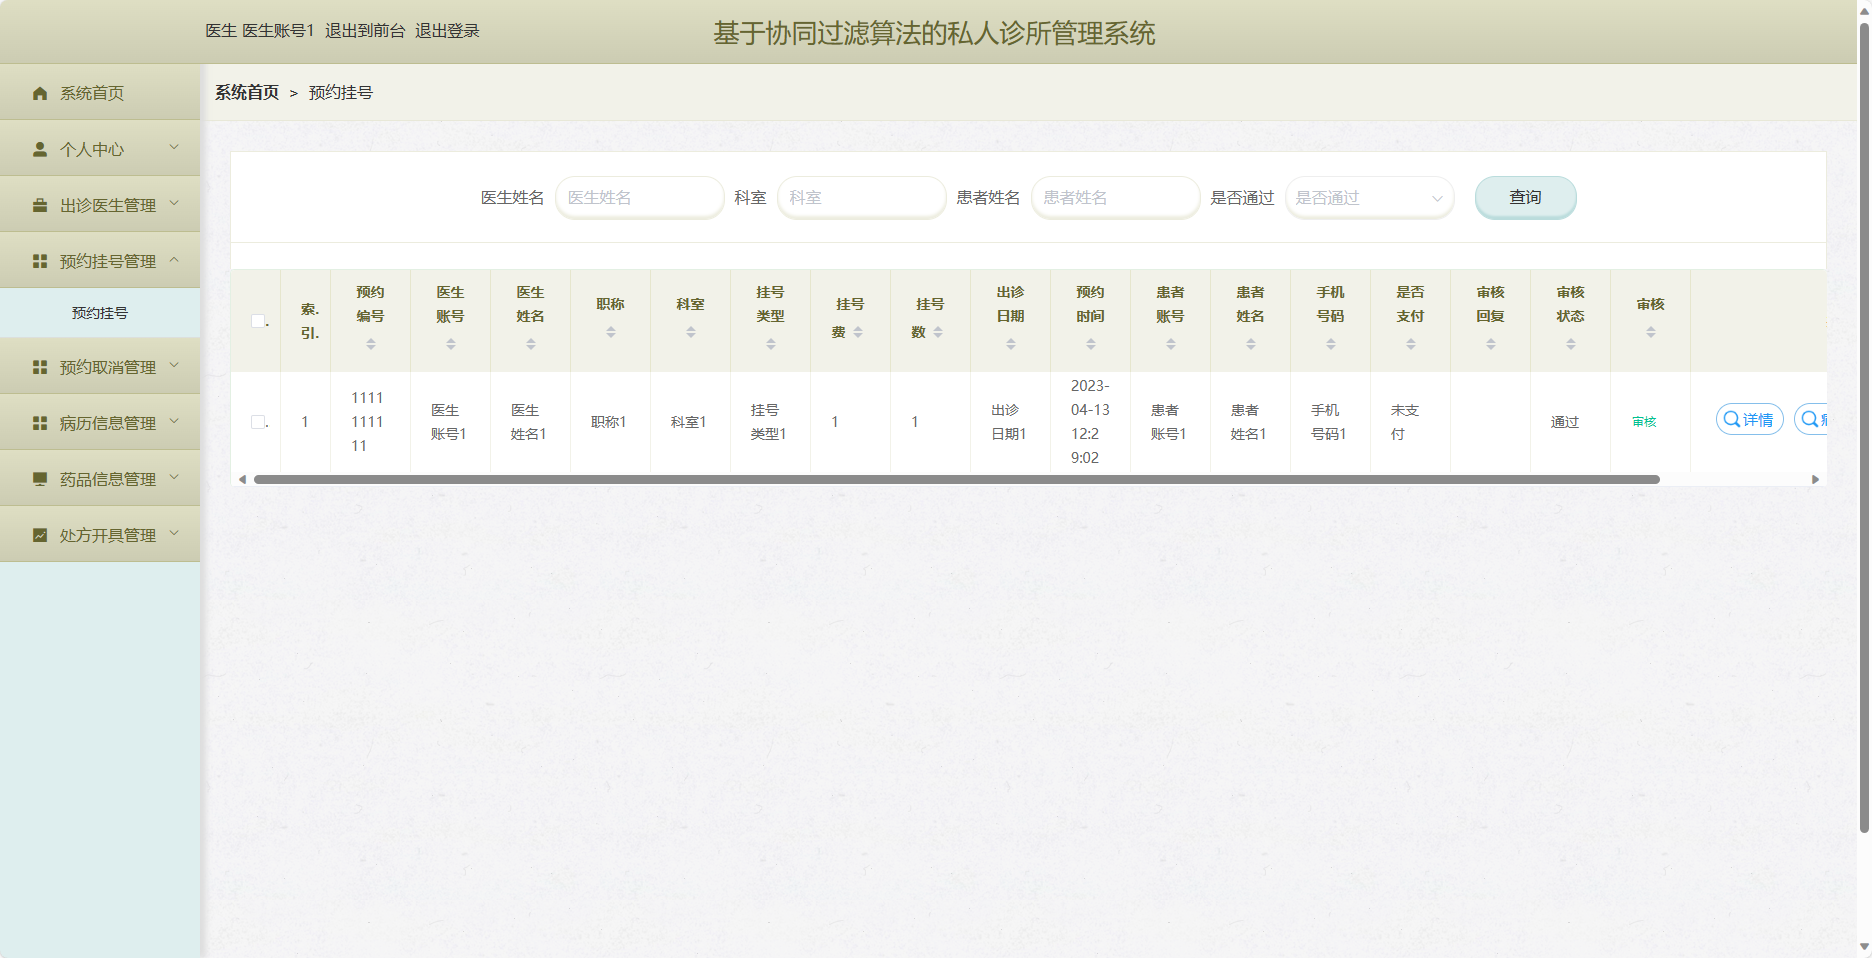 医生 医生账号1 退出到前台 退出登录
基于协同过滤算法的私人诊所管理系统
系统首页
个人中心
出诊医生管理
预约挂号管理
预约挂号
预约取消管理
病历信息管理
药品信息管理
处方开具管理
系统首页 > 预约挂号
医生姓名 医生姓名 科室 科室 患者姓名 患者姓名 是否通过 是否通过 查询
索.
引.
预约
编号
医生
账号
医生
姓名
职称
科室
挂号
类型
挂号
费
挂号
数
出诊
日期
预约
时间
患者
账号
患者
姓名
手机
号码
是否
支付
审核
回复
审核
状态
审核
1
1111
1111
11
医生
账号1
医生
姓名1
职称1
科室1
挂号
类型1
1
1
出诊
日期1
2023-
04-13
12:2
9:02
患者
账号1
患者
姓名1
手机
号码1
未支
付
通过
审核
详情